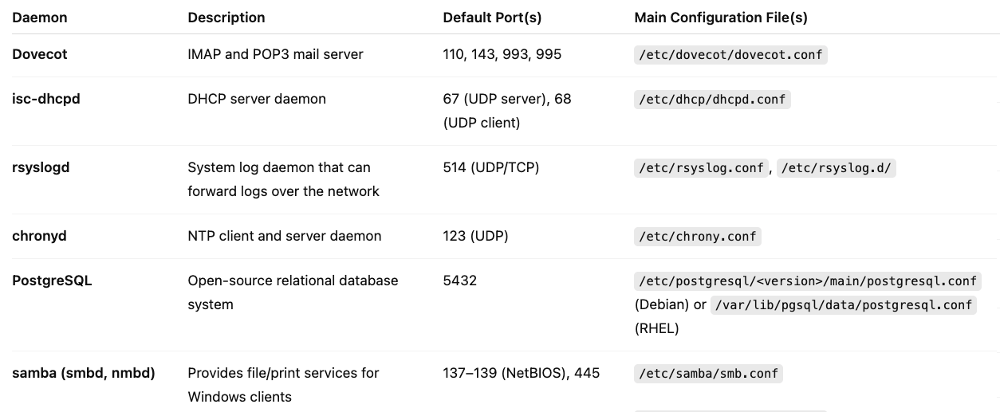 Daemon Description Default Port(s) Main Configuration File(s)
Dovecot IMAP and POP3 mail server 110, 143, 993, 995 /etc/dovecot/dovecot.conf
isc-dhcpd DHCP server daemon 67 (UDP server), 68 /etc/dhcp/dhcpd.conf
(UDP client)
rsyslogd System log daemon that can 514 (UDP/TCP) /etc/rsyslog.conf, /etc/rsyslog.d/
forward logs over the network
chronyd NTP client and server daemon 123 (UDP) /etc/chrony.conf
PostgreSQL Open-source relational database 5432 /etc/postgresql/<version>/main/postgresql.conf
system (Debian) or /var/lib/pgsql/data/postgresql.conf
(RHEL)
samba (smbd, nmbd) Provides file/print services for 137–139 (NetBIOS), 445 /etc/samba/smb.conf
Windows clients